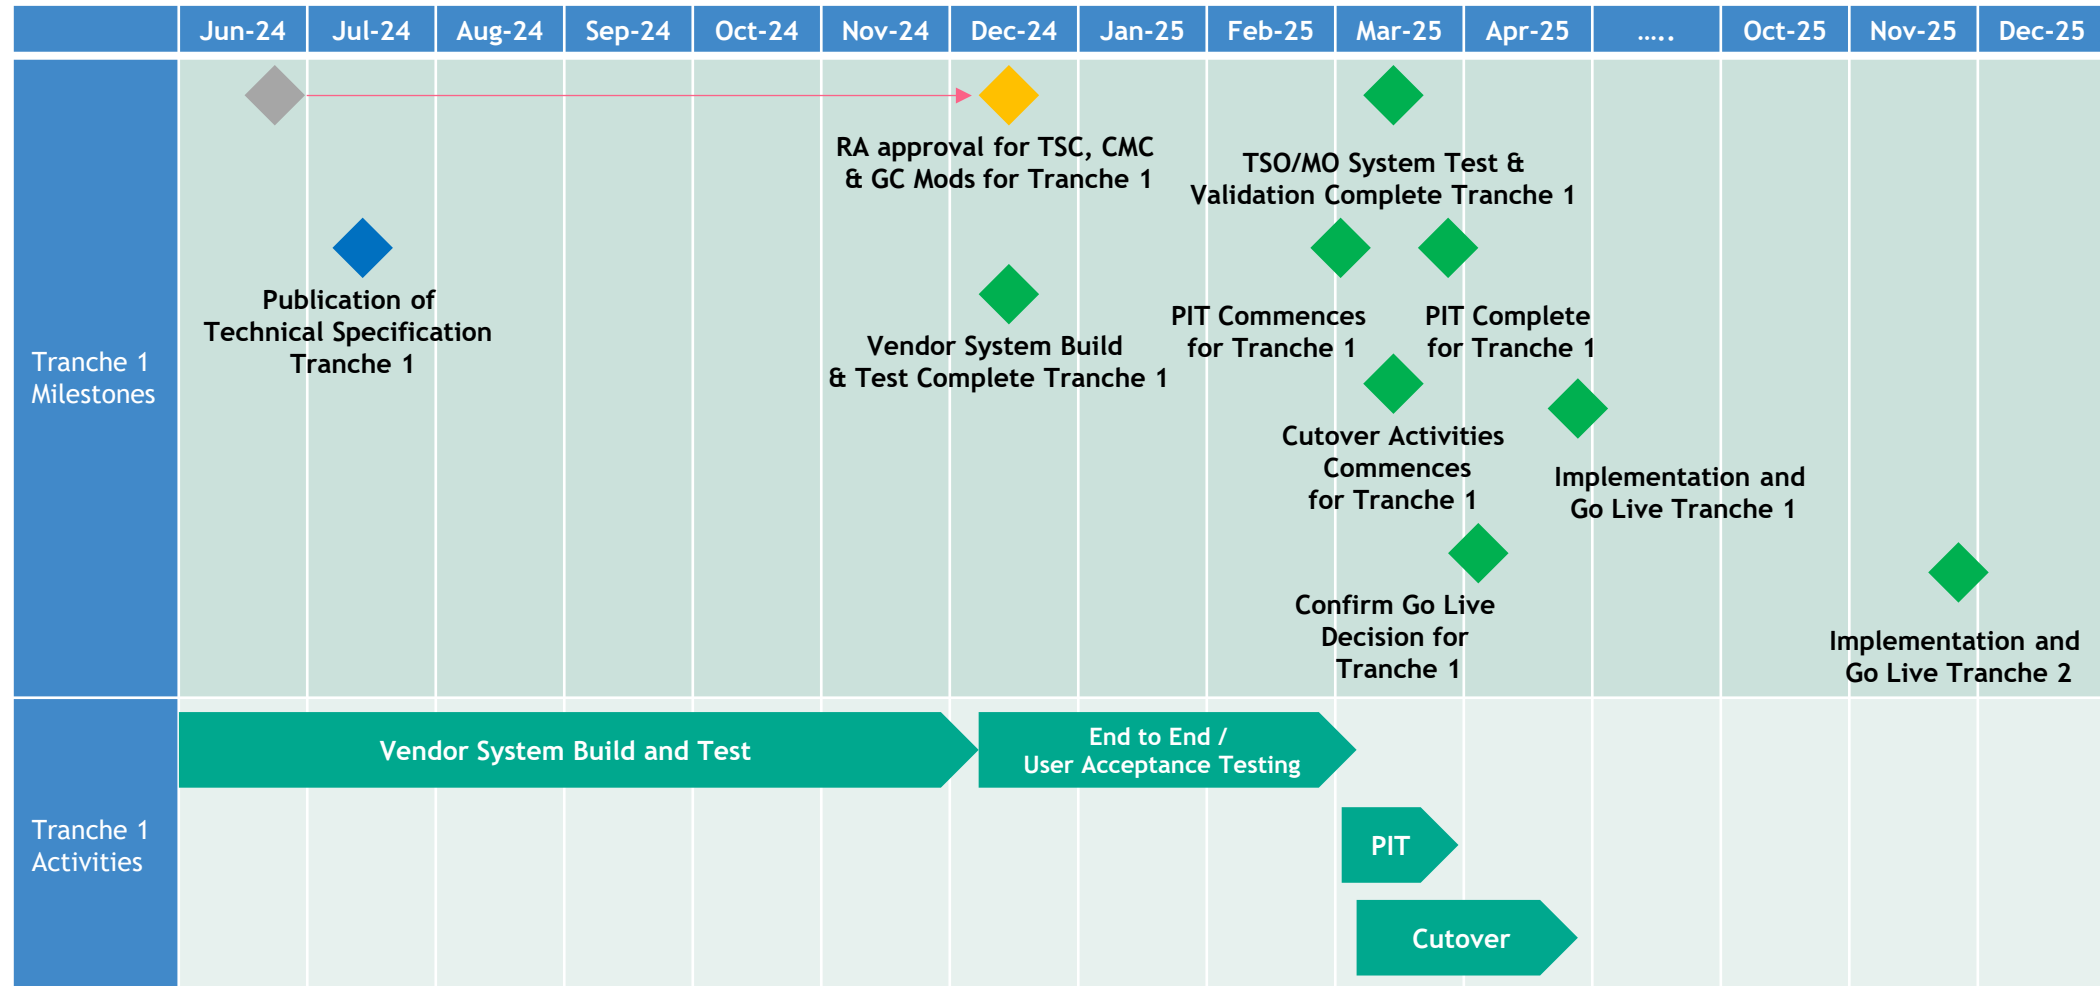 Jun-24
Jul-24
Aug-24
Sep-24
Oct-24
Nov-24
Dec-24
Jan-25
Feb-25
Mar-25
Apr-25
.....
Oct-25
Nov-25
Dec-25
Tranche 1
Milestones
RA approval for TSC, CMC
& GC Mods for Tranche 1
TSO/MO System Test &
Validation Complete Tranche 1
Publication of
Technical Specification
Tranche 1
Vendor System Build
& Test Complete Tranche 1
PIT Commences
for Tranche 1
PIT Complete
for Tranche 1
Cutover Activities
Commences
for Tranche 1
Implementation and
Go Live Tranche 1
Confirm Go Live
Decision for
Tranche 1
Implementation and
Go Live Tranche 2
Tranche 1
Activities
Vendor System Build and Test
End to End /
User Acceptance Testing
PIT
Cutover